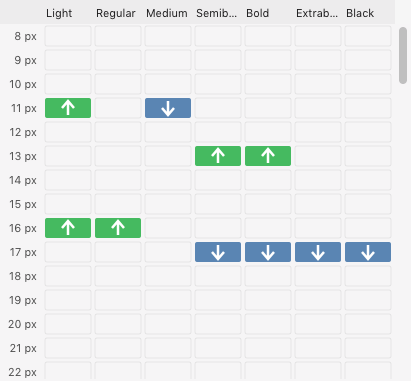 Light Regular Medium Semib... Bold Extrab... Black
8 px
9 px
10 px
11 px
12 px
13 px
14 px
15 px
16 px
17 px
18 px
19 px
20 px
21 px
22 px